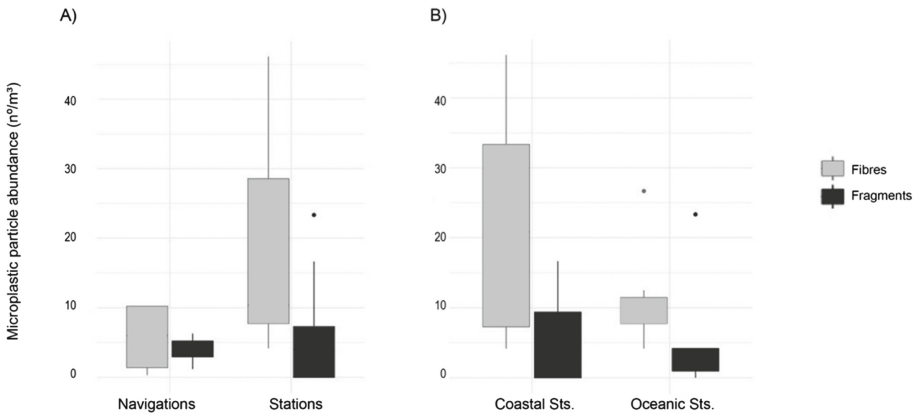 A)
B)
Microplastic particle abundance (nº/m³)
40
30
20
10
0
Navigations
Stations
40
30
20
10
0
Coastal Sts.
Oceanic Sts.
Fibres
Fragments